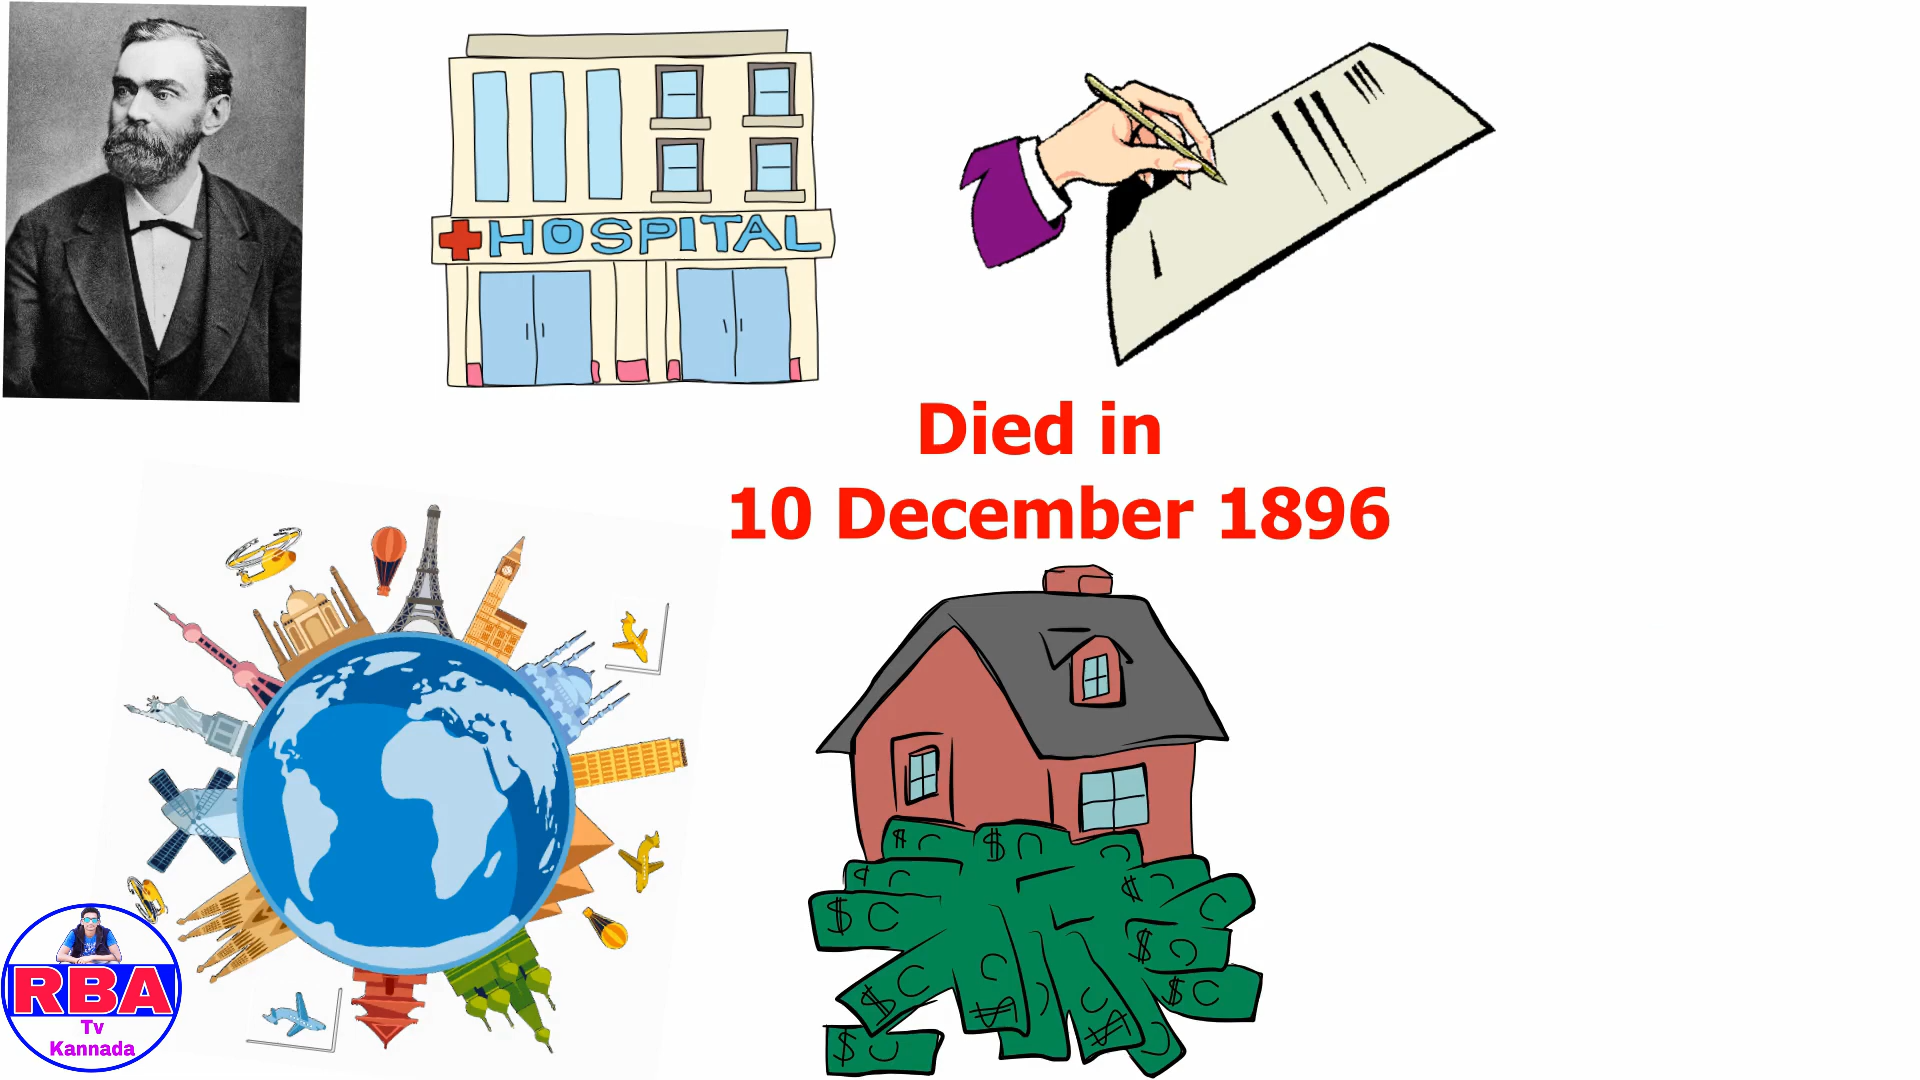 HOSPITAL
Died in
10 December 1896
RBA
Tv
Kannada